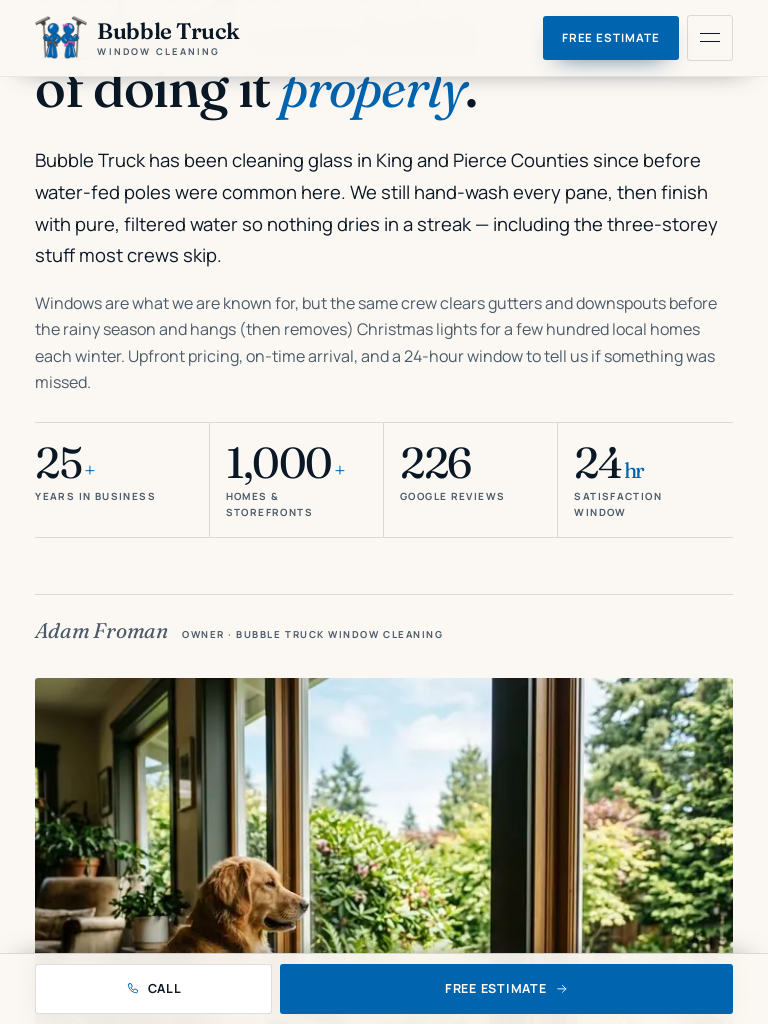 Bubble Truck
WINDOW CLEANING
FREE ESTIMATE
of doing it properly.
Bubble Truck has been cleaning glass in King and Pierce Counties since before
water-fed poles were common here. We still hand-wash every pane, then finish
with pure, filtered water so nothing dries in a streak — including the three-storey
stuff most crews skip.
Windows are what we are known for, but the same crew clears gutters and downspouts before
the rainy season and hangs (then removes) Christmas lights for a few hundred local homes
each winter. Upfront pricing, on-time arrival, and a 24-hour window to tell us if something was
missed.
25+
YEARS IN BUSINESS
1,000+
HOMES &
STOREFRONTS
226
GOOGLE REVIEWS
24hr
SATISFACTION
WINDOW
Adam Froman OWNER · BUBBLE TRUCK WINDOW CLEANING
CALL
FREE ESTIMATE →